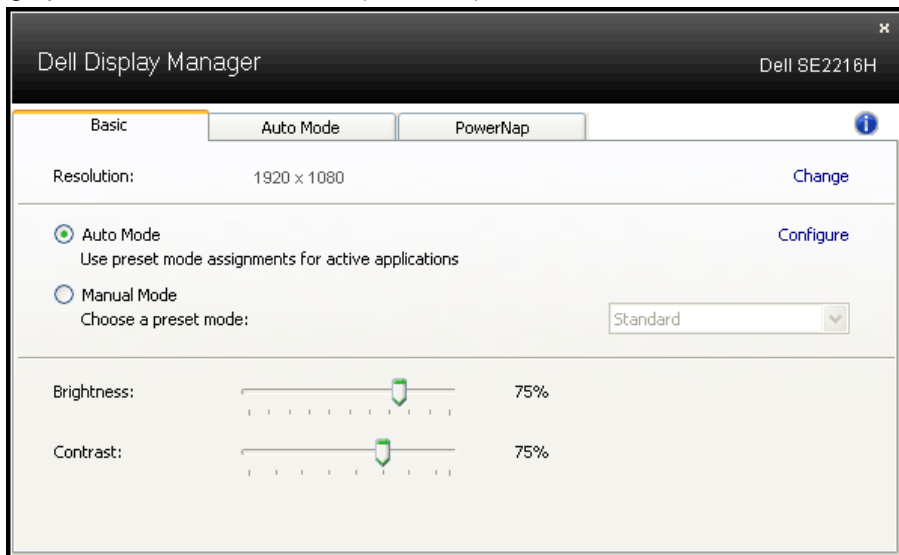 Dell Display Manager
Dell SE2216H
Basic
Auto Mode
PowerNap
Resolution:
1920 x 1080
Change
Auto Mode
Configure
Use preset mode assignments for active applications
Manual Mode
Choose a preset mode:
Standard
Brightness:
75%
Contrast:
75%